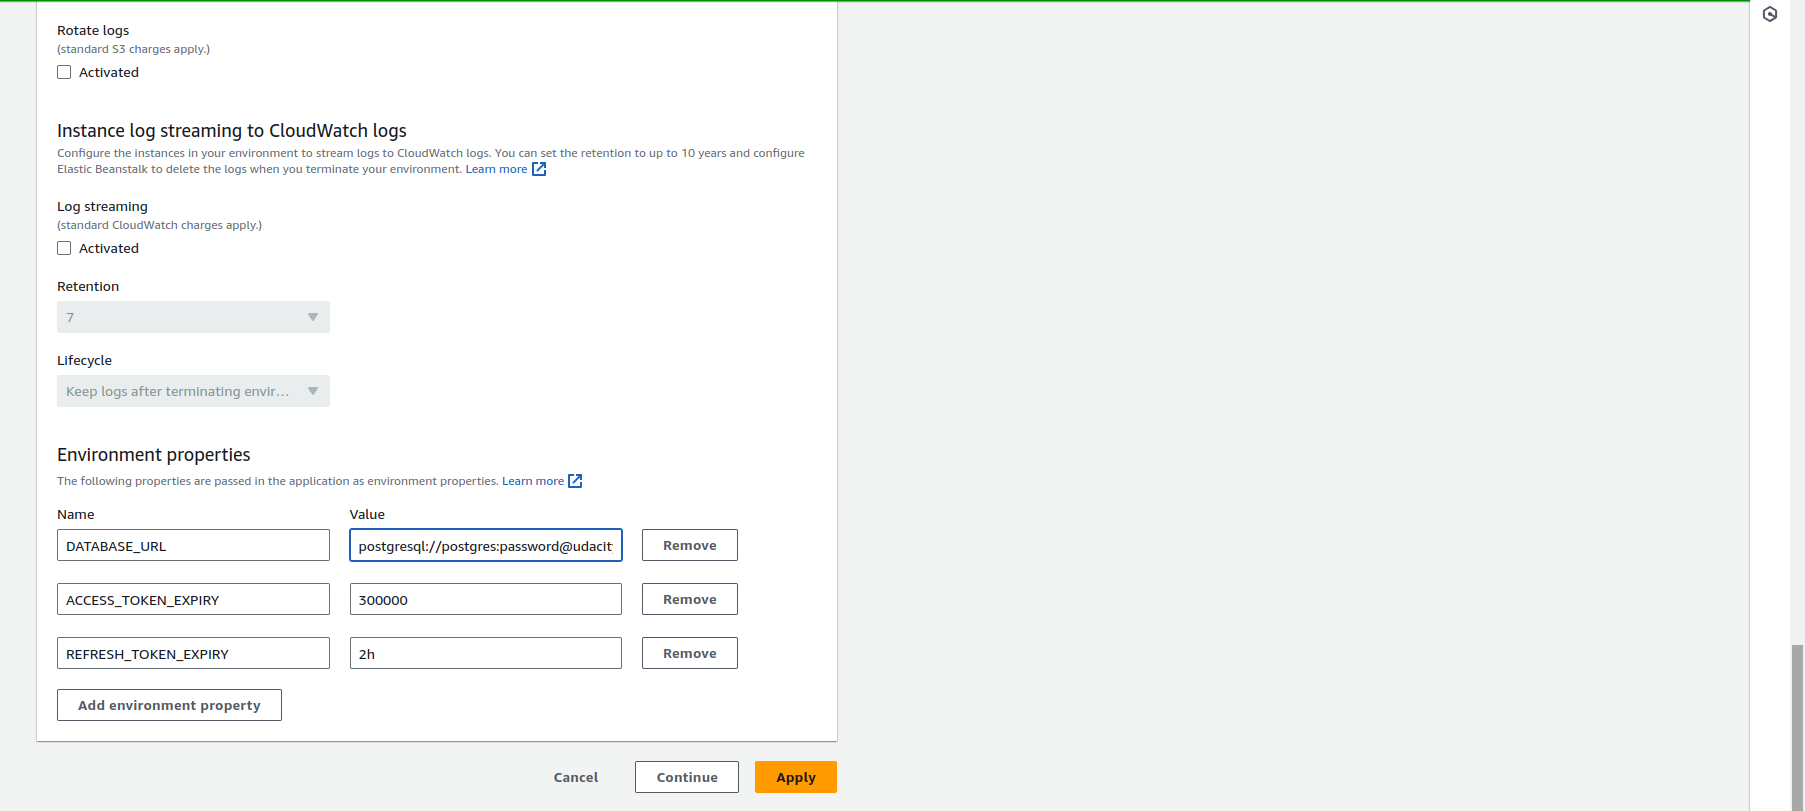 Rotate logs
(standard S3 charges apply.)
Activated
Instance log streaming to CloudWatch logs
Configure the instances in your environment to stream logs to CloudWatch logs. You can set the retention to up to 10 years and configure
Elastic Beanstalk to delete the logs when you terminate your environment. Learn more
Log streaming
(standard CloudWatch charges apply.)
Activated
Retention
7
Lifecycle
Keep logs after terminating envir...
Environment properties
The following properties are passed in the application as environment properties. Learn more
Name Value
DATABASE_URL postgresql://postgres:password@udacit Remove
ACCESS_TOKEN_EXPIRY 300000 Remove
REFRESH_TOKEN_EXPIRY 2h Remove
Add environment property
Cancel Continue Apply